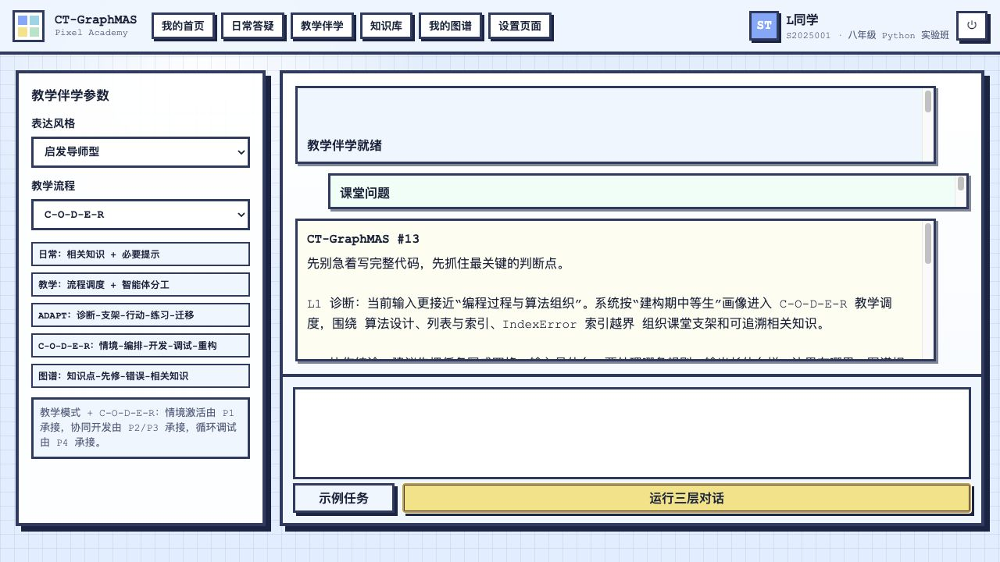 CT-GraphMAS
Pixel Academy
我的首页
日常答疑
教学伴学
知识库
我的图谱
设置页面
ST
L同学
S2025001 · 八年级 Python 实验班
教学伴学参数
表达风格
启发导师型
教学流程
C-O-D-E-R
日常：相关知识 + 必要提示
教学：流程调度 + 智能体分工
ADAPT：诊断-支架-行动-练习-迁移
C-O-D-E-R：情境-编排-开发-调试-重构
图谱：知识点-先修-错误-相关知识
教学模式 + C-O-D-E-R：情境激活由 P1
承接，协同开发由 P2/P3 承接，循环调试
由 P4 承接。
教学伴学就绪
课堂问题
CT-GraphMAS #13
先别急着写完整代码，先抓住最关键的判断点。
L1 诊断：当前输入更接近“编程过程与算法组织”。系统按“建构期中等生”画像进入 C-O-D-E-R 教学调
度，围绕 算法设计、列表与索引、IndexError 索引越界 组织课堂支架和可追溯相关知识。
示例任务
运行三层对话